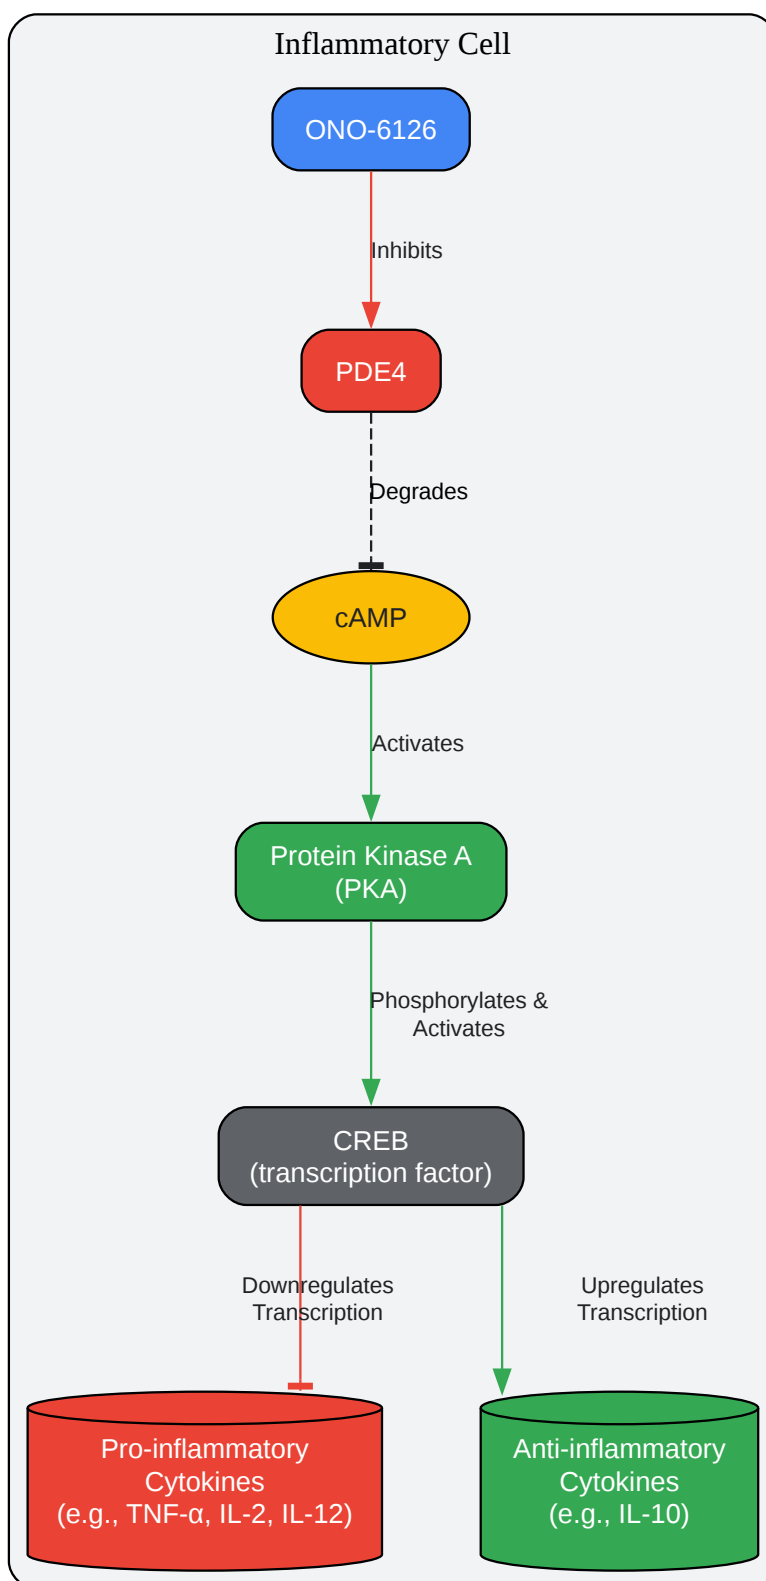 Inflammatory Cell
ONO-6126
Inhibits
PDE4
Degrades
cAMP
Activates
Protein Kinase A
(PKA)
Phosphorylates &
Activates
CREB
(transcription factor)
Downregulates
Transcription
Upregulates
Transcription
Pro-inflammatory
Cytokines
(e.g., TNF-α, IL-2, IL-12)
Anti-inflammatory
Cytokines
(e.g., IL-10)